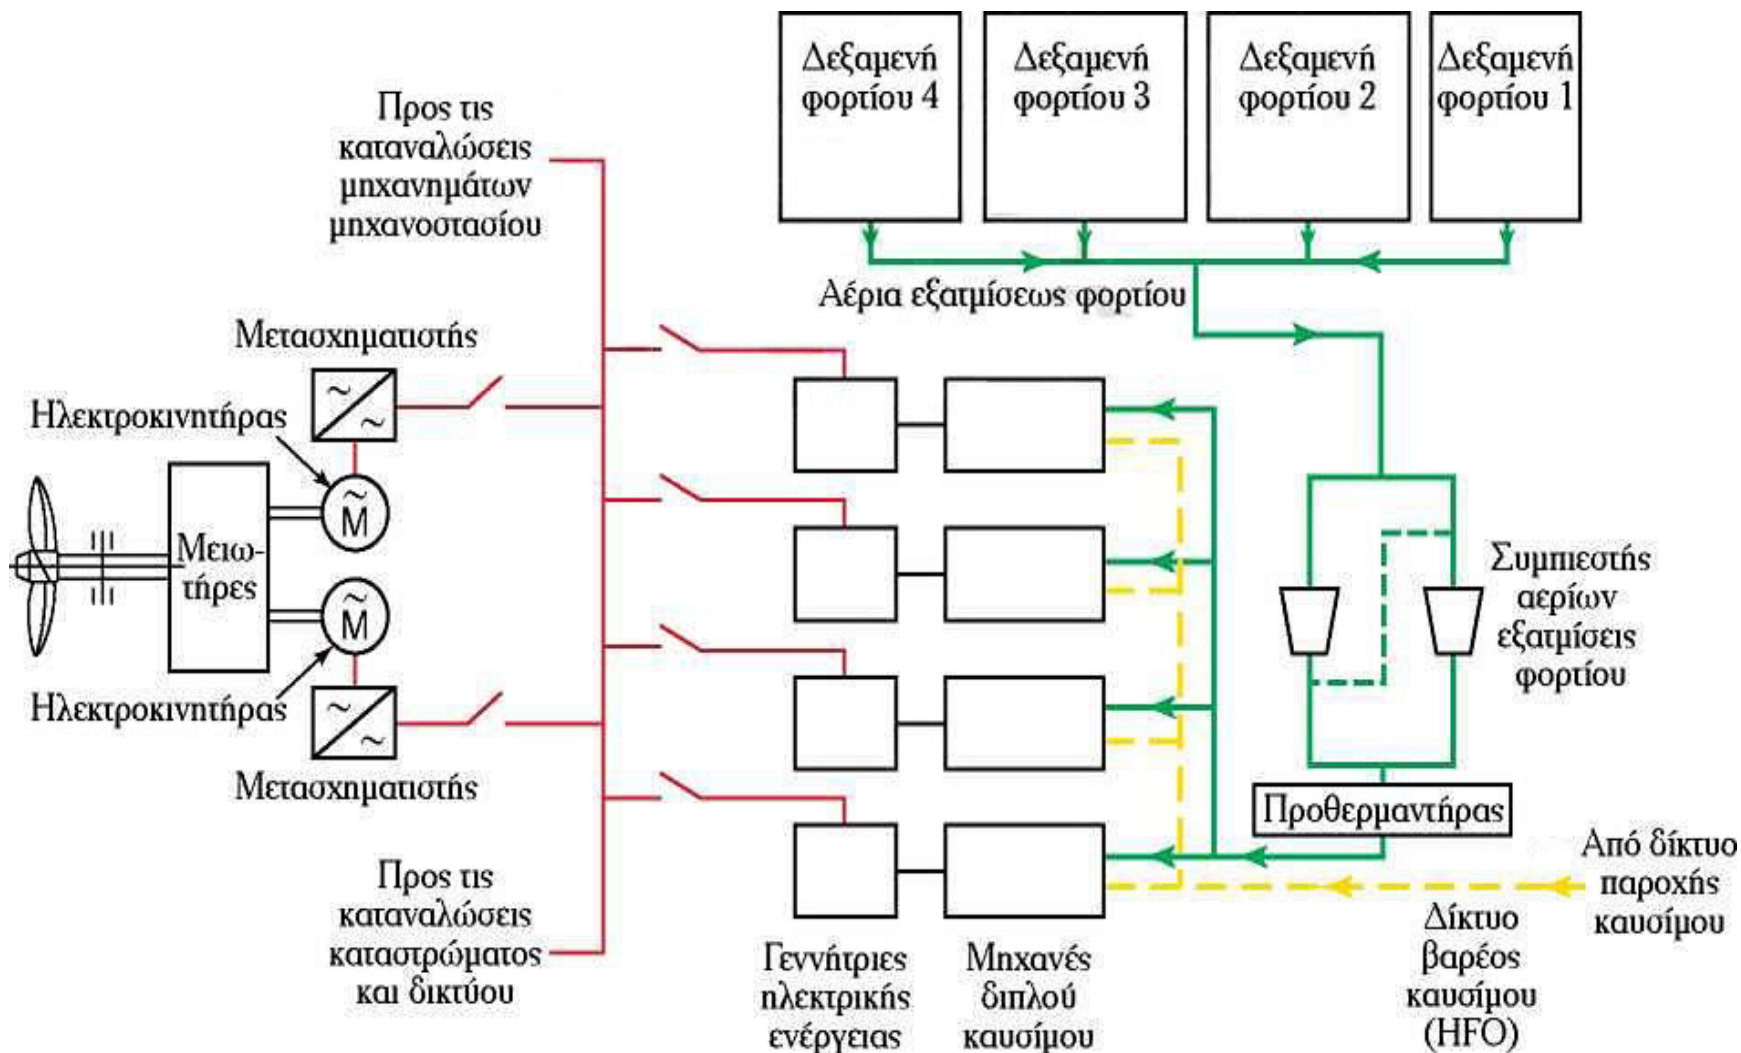 Δεξαμενή
φορτίου 4
Δεξαμενή
φορτίου 3
Δεξαμενή
φορτίου 2
Δεξαμενή
φορτίου 1
Προς τις
καταναλώσεις
μηχανημάτων
μηχανοστασίου
Αέρια εξατμίσεως φορτίου
Μετασχηματιστής
~
~
Ηλεκτροκινητήρας
~
M
Μειω-
τήρες
~
M
Ηλεκτροκινητήρας
~
~
Μετασχηματιστής
Συμπιεστής
αερίων
εξατμίσεις
φορτίου
Προθερμαντήρας
Από δίκτυο
παροχής
καυσίμου
Προς τις
καταναλώσεις
καταστρώματος
και δικτύου
Γεννήτριες
ηλεκτρικής
ενέργειας
Μηχανές
διπλού
καυσίμου
Δίκτυο
βαρέος
καυσίμου
(HFO)